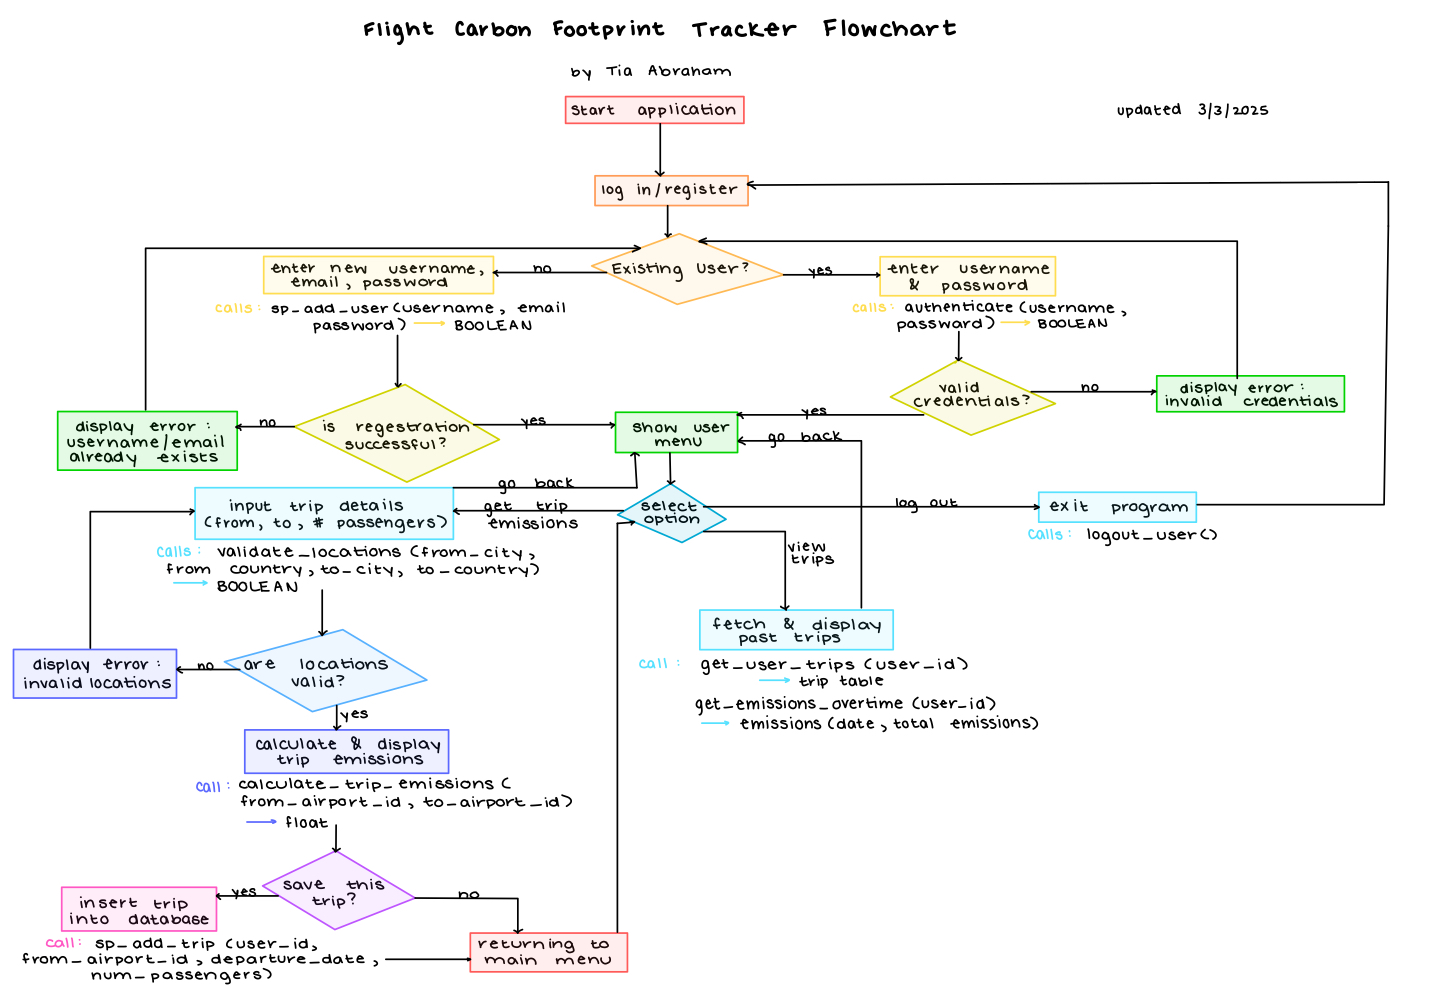 Flight Carbon Footprint Tracker Flowchart
by Tia Abraham
start application
updated 3/3/2025
log in/register
Existing User?
no
yes
enter new username,
email, password
calls: sp_add_user(username, email
password) → BOOLEAN
enter username
& password
calls: authenticate(username,
password) → BOOLEAN
valid
credentials?
no
yes
display error:
invalid credentials
is regestration
successful?
no
yes
display error:
username/email
already exists
show user
menu
go back
go back
select
option
get trip
emissions
log out
view
trips
exit program
calls: logout_user()
input trip details
(from, to, # passengers)
calls: validate_locations (from_city,
from country, to_city, to_country)
→ BOOLEAN
fetch & display
past trips
call: get_user_trips (user_id)
→ trip table
get_emissions_overtime (user_id)
→ emissions (date, total emissions)
are locations
valid?
no
yes
display error:
invalid locations
calculate & display
trip emissions
call: calculate_trip_emissions (
from_airport_id, to_airport_id)
→ float
save this
trip?
yes
no
insert trip
into database
call: sp_add_trip (user_id,
from_airport_id, departure_date,
num_passengers)
returning to
main menu